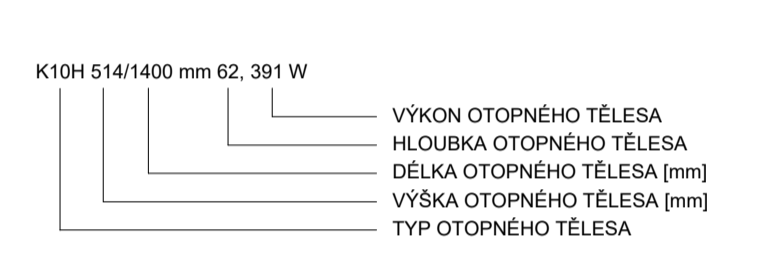 K10H 514/1400 mm 62, 391 W
VÝKON OTOPNÉHO TĚLESA
HLOUBKA OTOPNÉHO TĚLESA
DÉLKA OTOPNÉHO TĚLESA [mm]
VÝŠKA OTOPNÉHO TĚLESA [mm]
TYP OTOPNÉHO TĚLESA